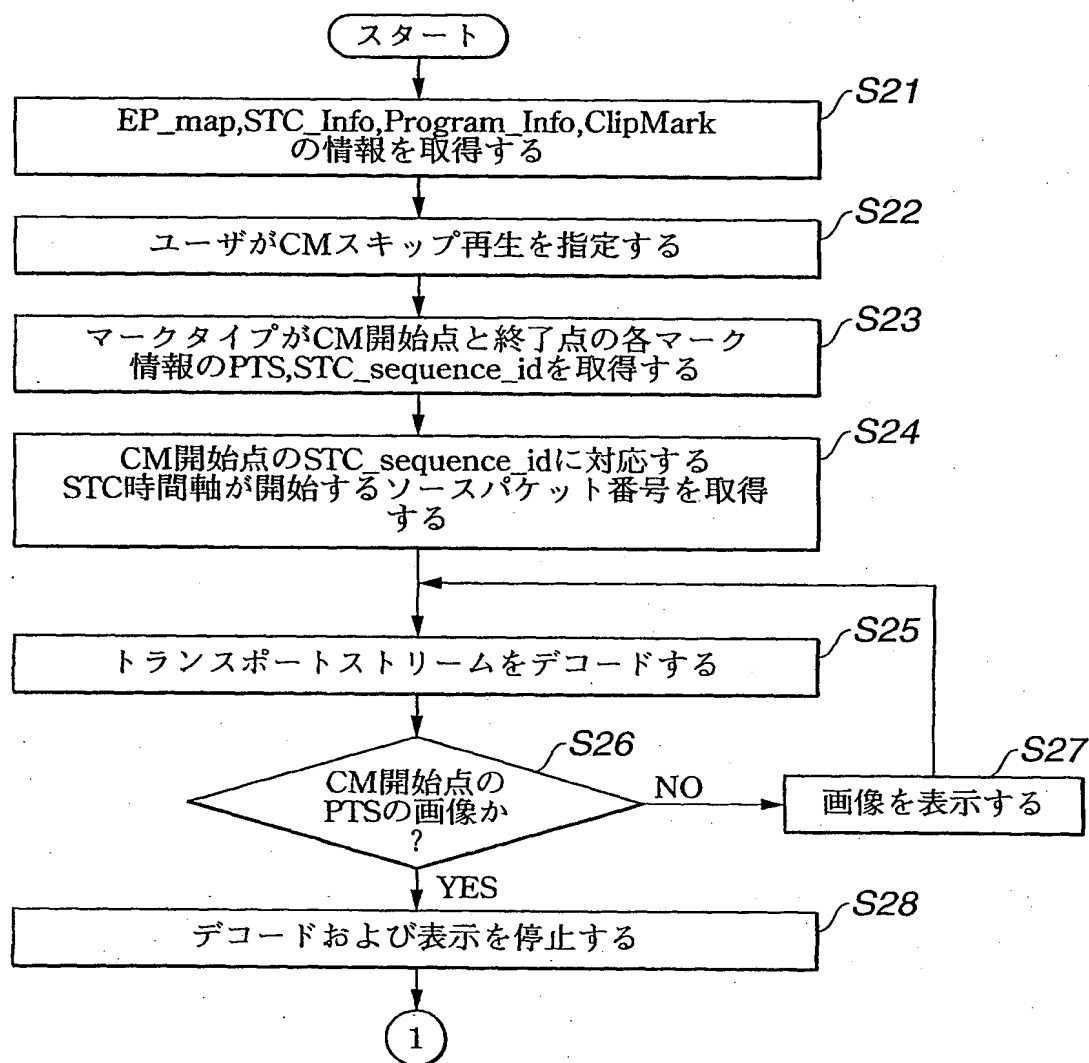 スタート
S21
EP_map,STC_Info,Program_Info,ClipMark
の情報を取得する
S22
ユーザがCMスキップ再生を指定する
S23
マークタイプがCM開始点と終了点の各マーク
情報のPTS,STC_sequence_idを取得する
S24
CM開始点のSTC_sequence_idに対応する
STC時間軸が開始するソースパケット番号を取得
する
S25
トランスポートストリームをデコードする
S26
CM開始点の
PTSの画像か
?
NO
S27
画像を表示する
YES
S28
デコードおよび表示を停止する
1